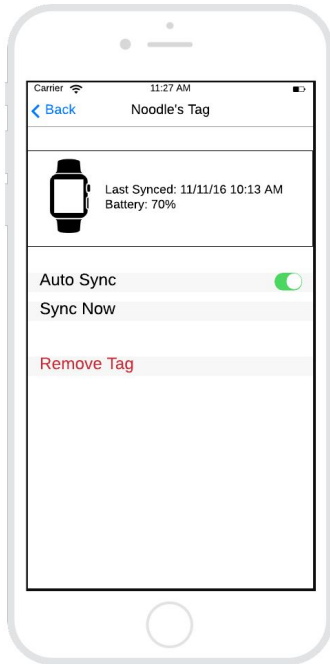 Carrier 11:27 AM
Back Noodle's Tag
Last Synced: 11/11/16 10:13 AM
Battery: 70%
Auto Sync
Sync Now
Remove Tag